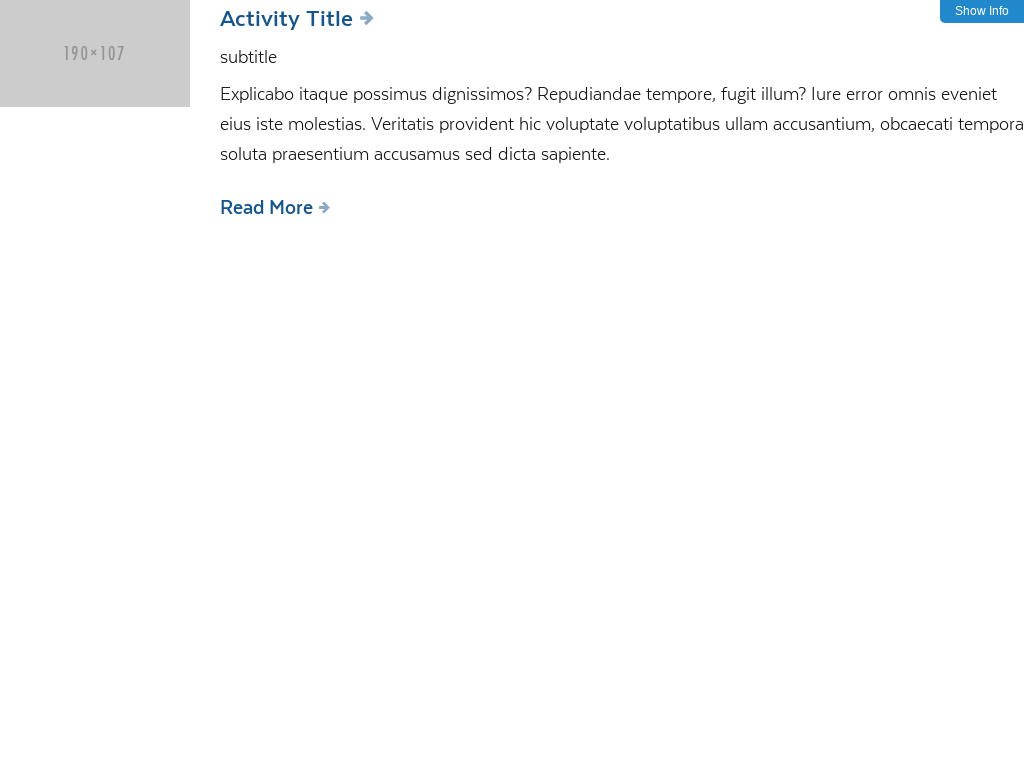 190×107
Activity Title
Show Info
subtitle
Explicabo itaque possimus dignissimos? Repudiandae tempore, fugit illum? Iure error omnis eveniet
eius iste molestias. Veritatis provident hic voluptate voluptatibus ullam accusantium, obcaecati tempora
soluta praesentium accusamus sed dicta sapiente.
Read More